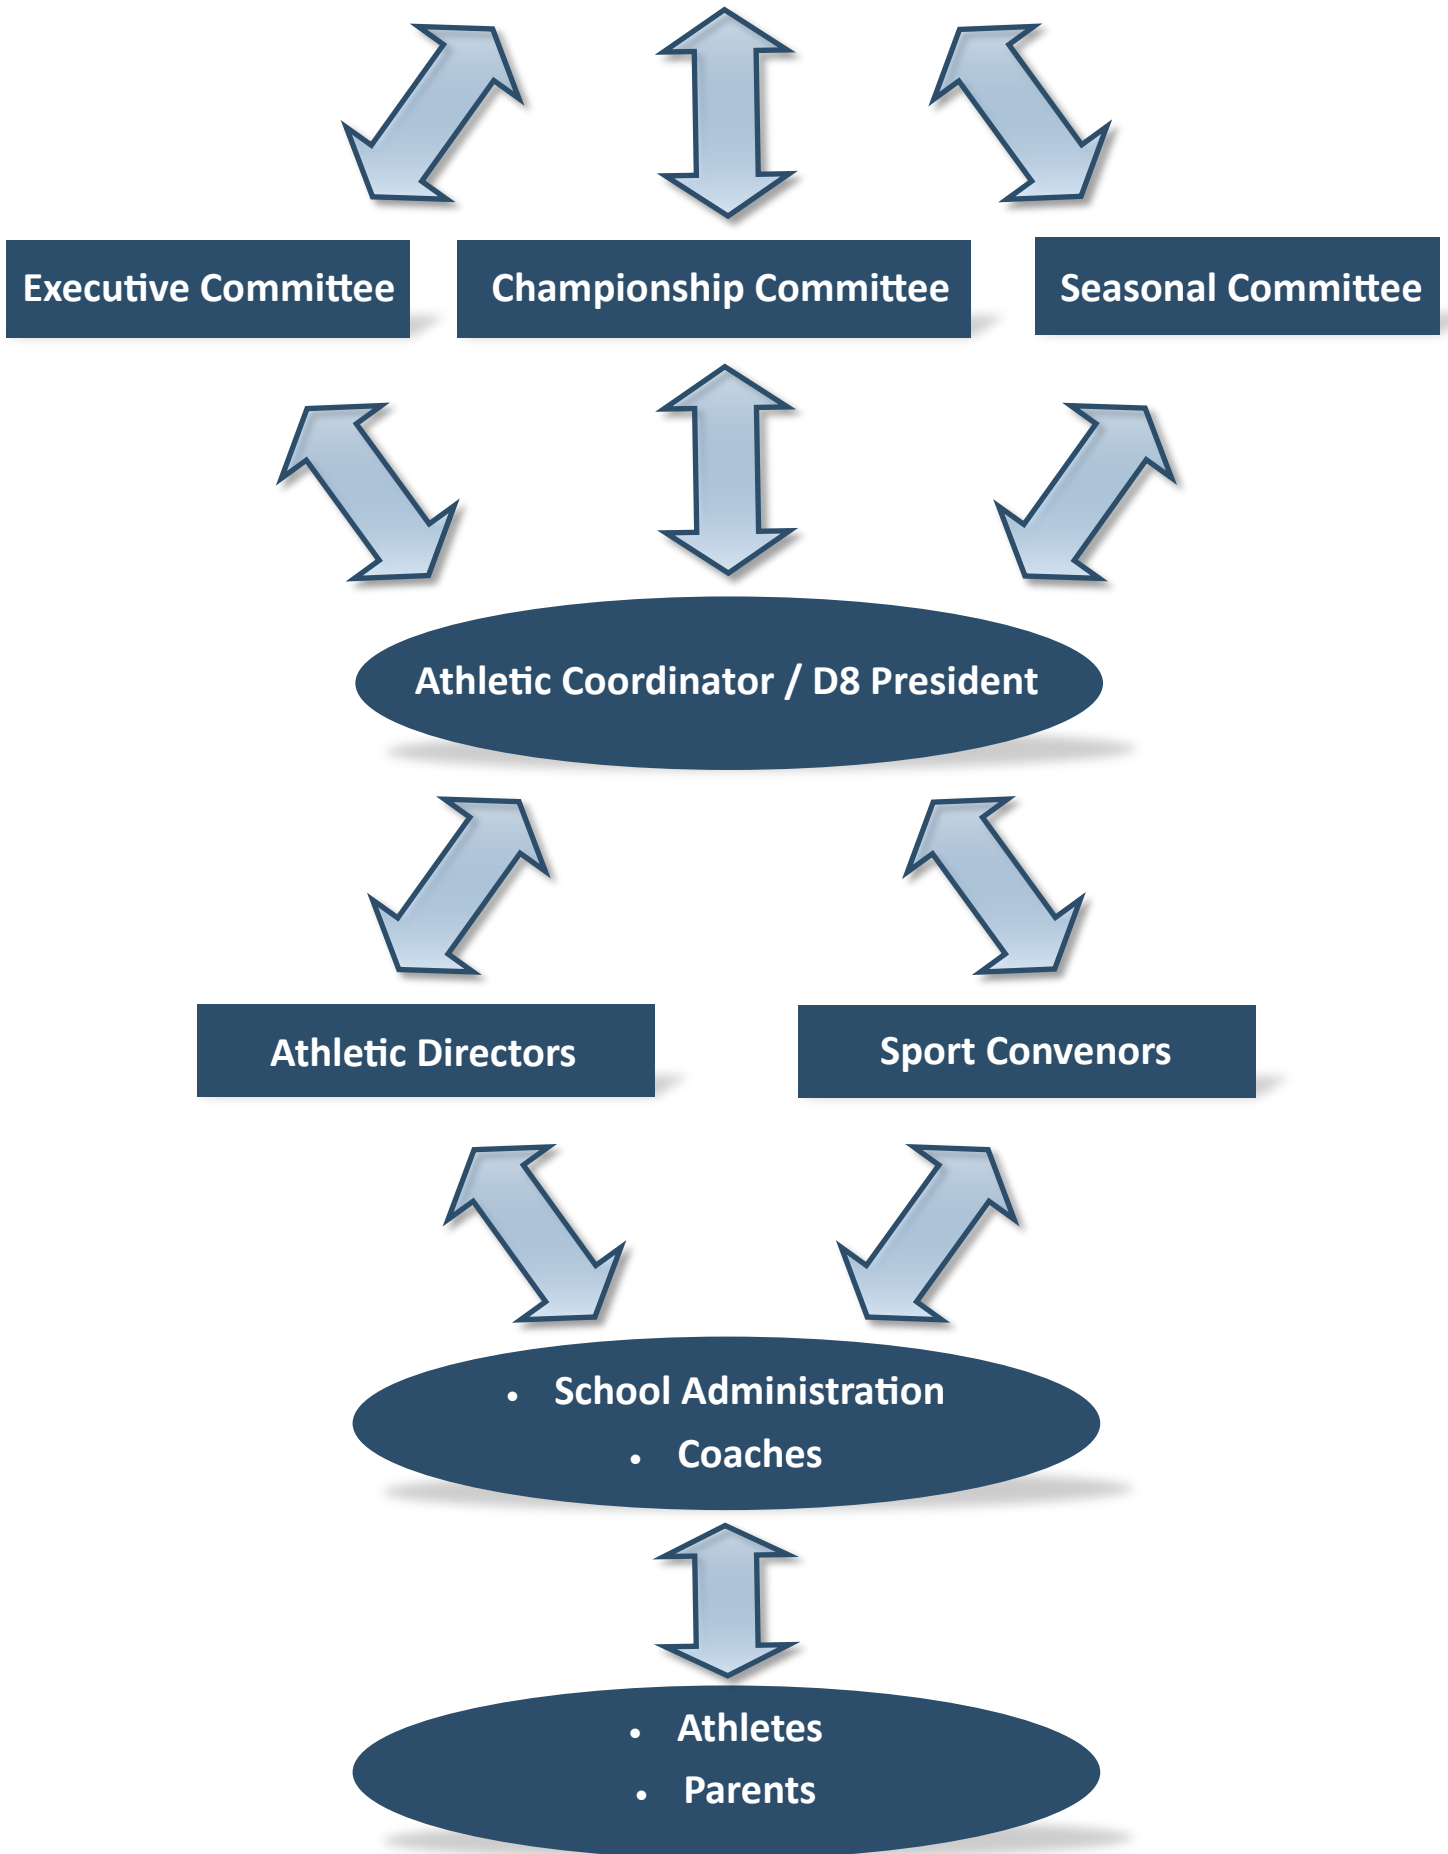 Executive Committee
Championship Committee
Seasonal Committee
Athletic Coordinator / D8 President
Athletic Directors
Sport Convenors
• School Administration
• Coaches
• Athletes
• Parents